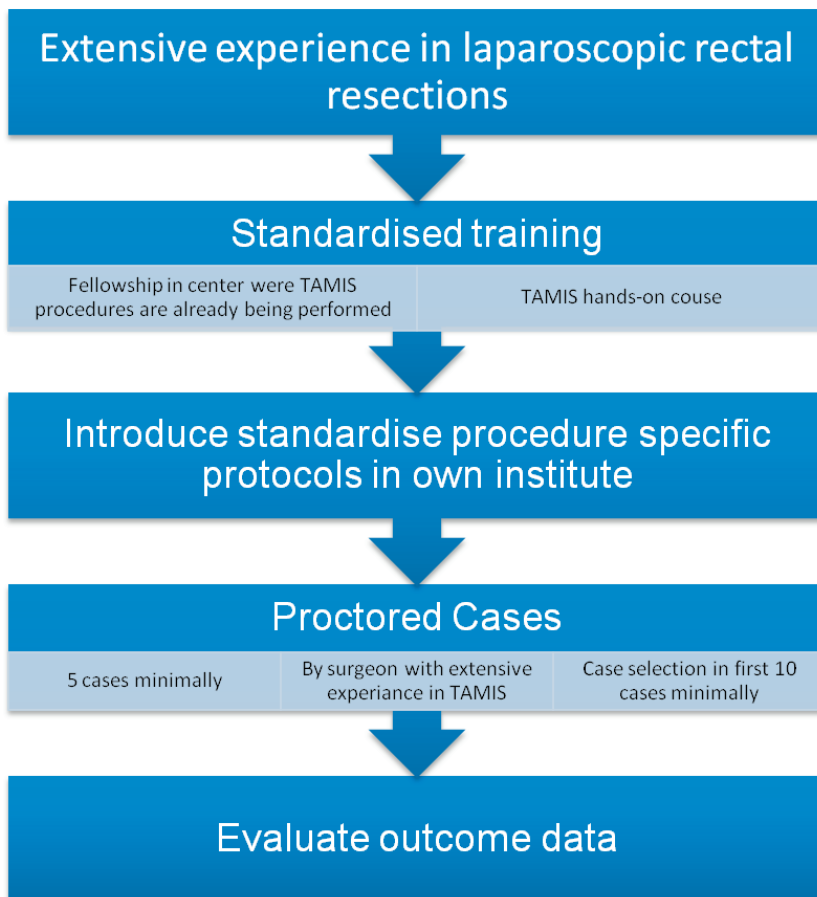 Extensive experience in laparoscopic rectal
resections
Standardised training
Fellowship in center were TAMIS
procedures are already being performed
TAMIS hands-on couse
Introduce standardise procedure specific
protocols in own institute
Proctored Cases
5 cases minimally
By surgeon with extensive
experiance in TAMIS
Case selection in first 10
cases minimally
Evaluate outcome data